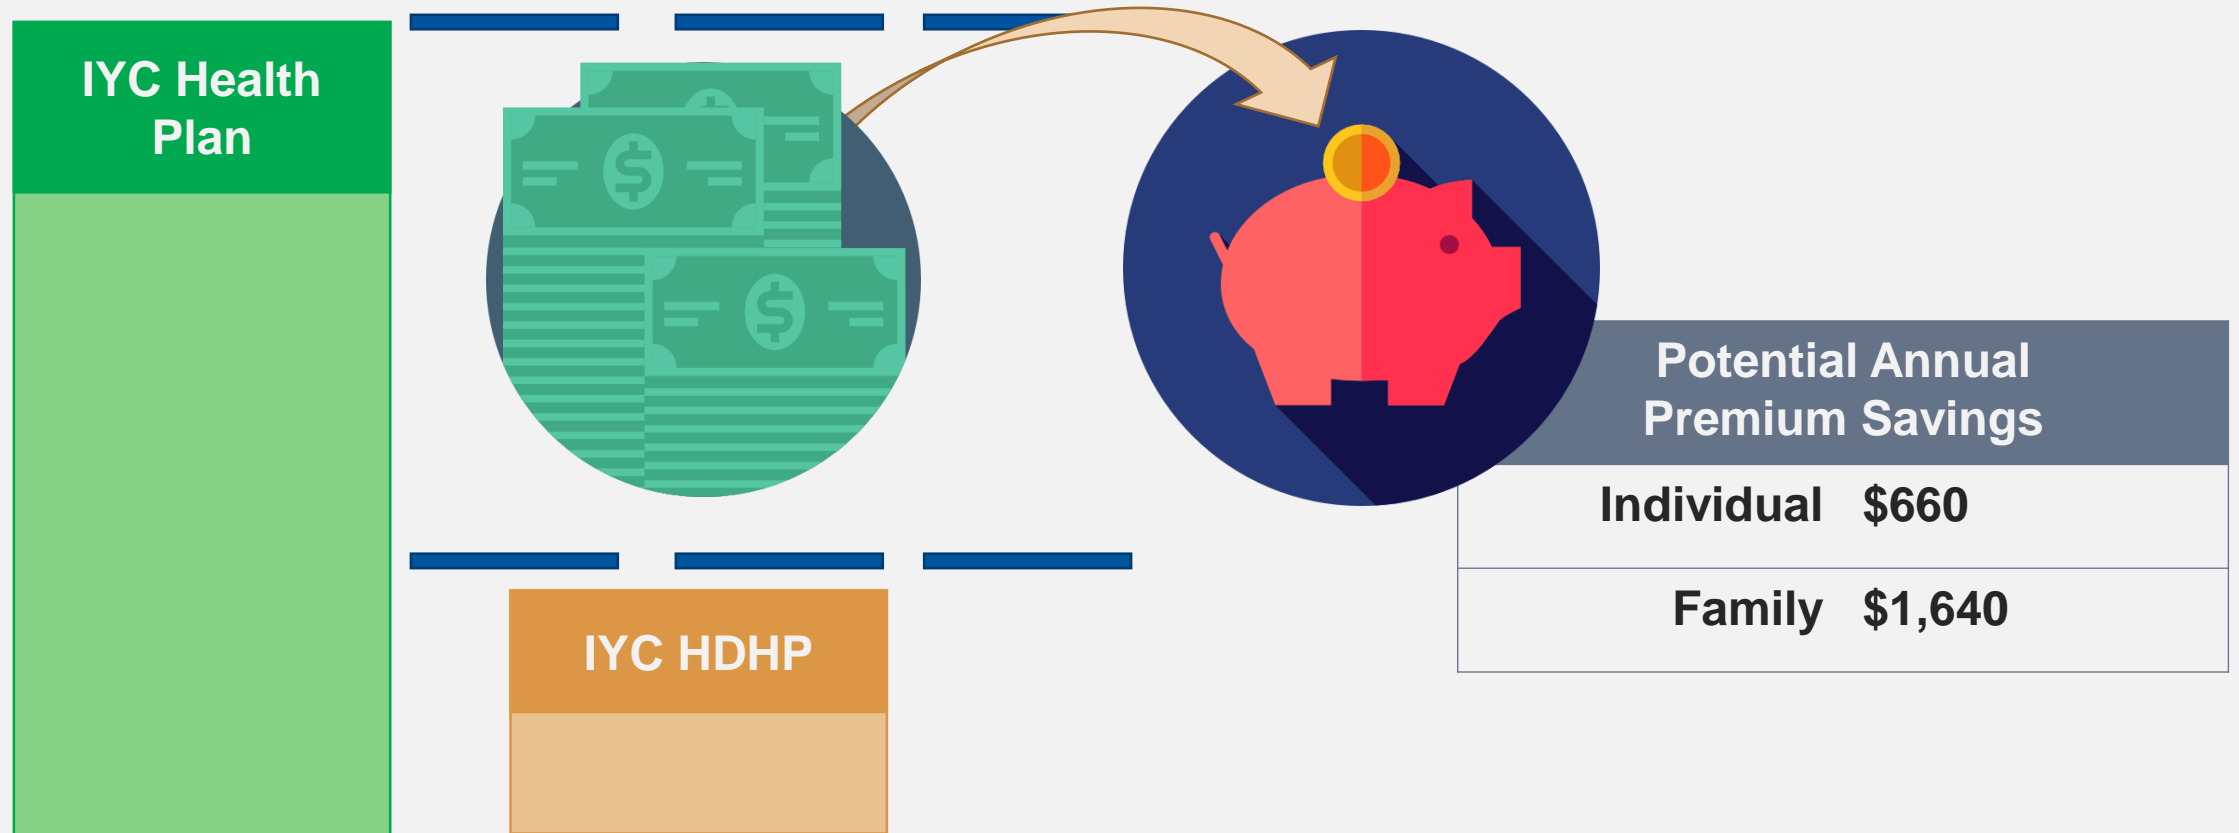 IYC Health
Plan
Potential Annual
Premium Savings
Individual $660
Family $1,640
IYC HDHP